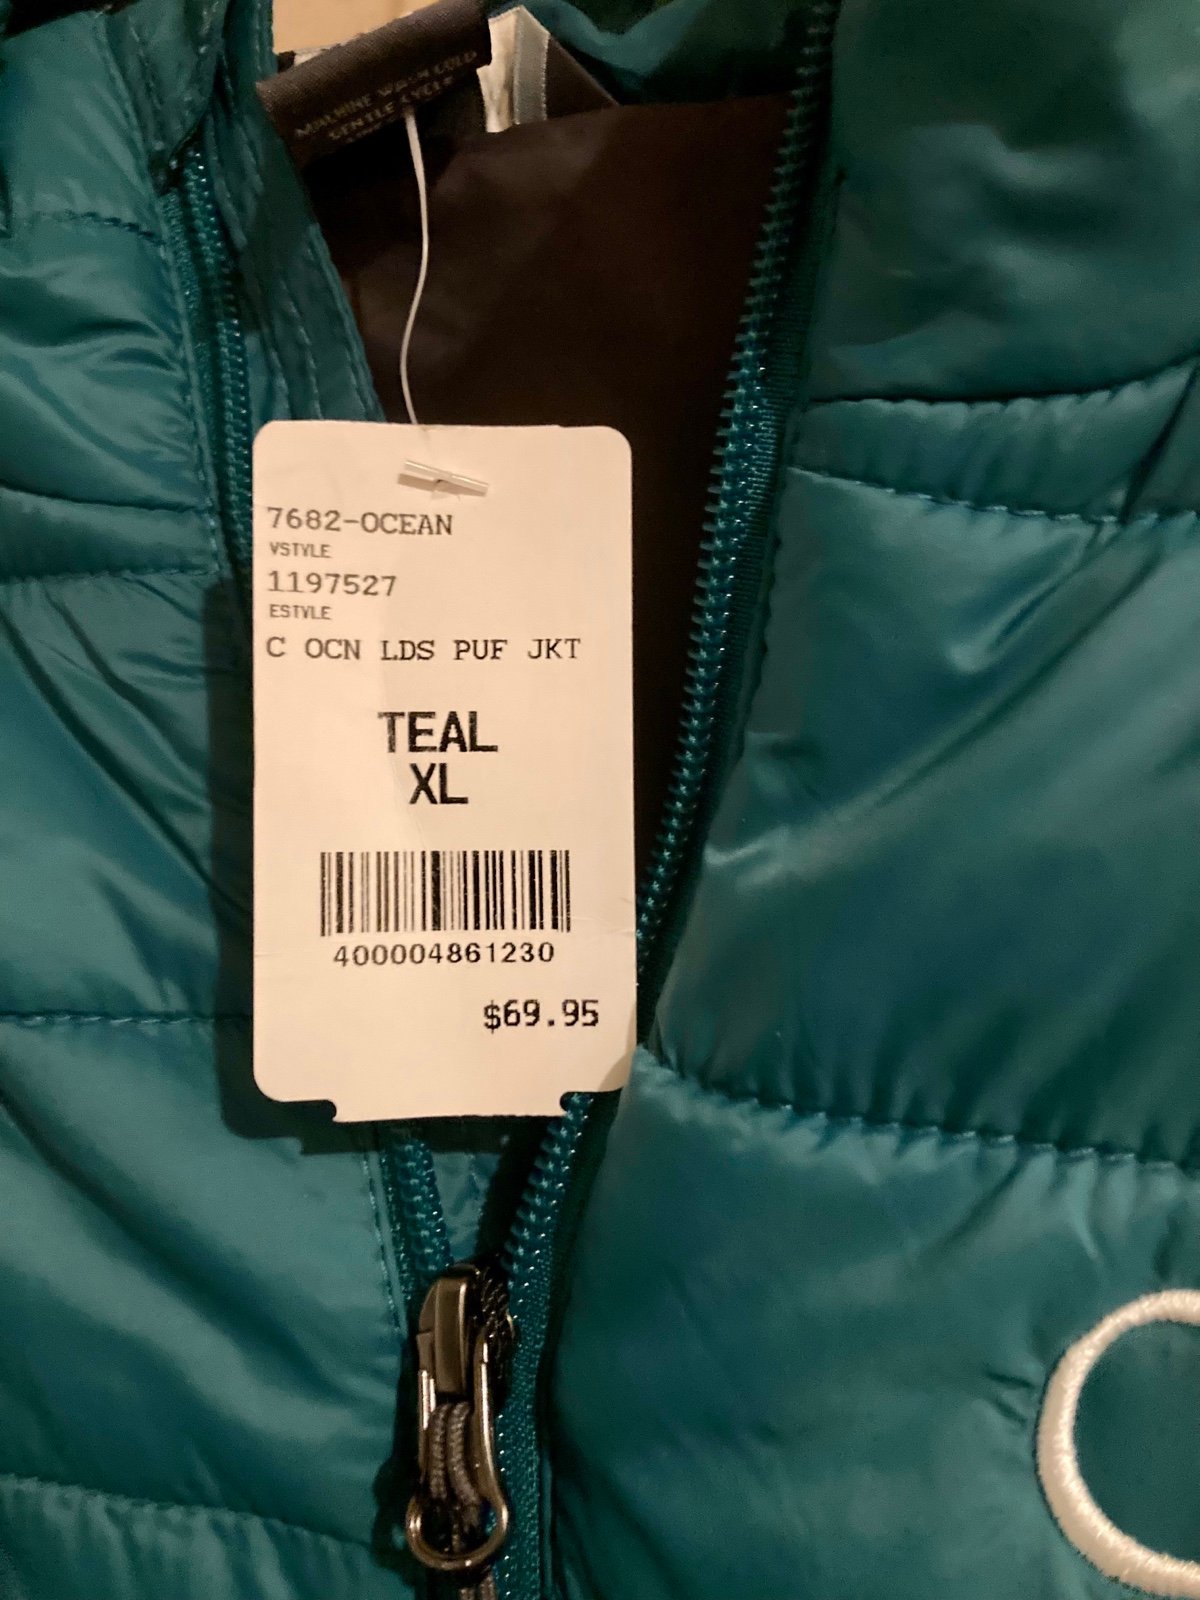 MACHINE WASH COLD
GENTLE CYCLE
7682-OCEAN
VSTYLE
1197527
ESTYLE
C OCN LDS PUF JKT
TEAL
XL
400004861230
$69.95